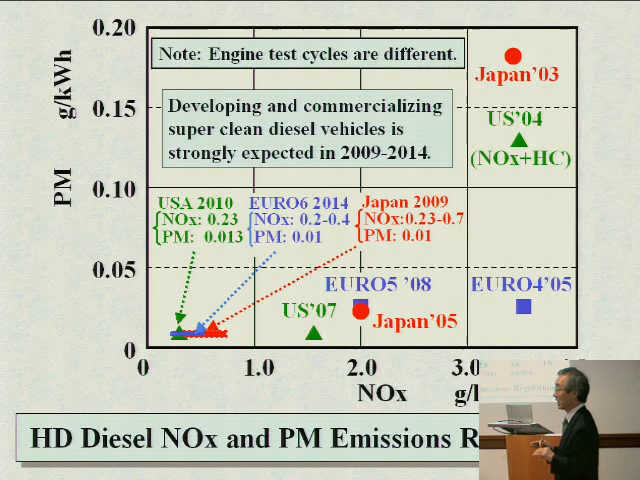 0.20
g/kWh
0.15
PM
0.10
0.05
0
Note: Engine test cycles are different.
Developing and commercializing
super clean diesel vehicles is
strongly expected in 2009-2014.
Japan'03
US'04
(NOx+HC)
USA 2010
NOx: 0.23
PM: 0.013
EURO6 2014
NOx: 0.2-0.4
PM: 0.01
Japan 2009
NOx:0.23-0.7
PM: 0.01
EURO5 '08
EURO4'05
US'07
Japan'05
0
1.0
2.0
3.0
NOx
HD Diesel NOx and PM Emissions